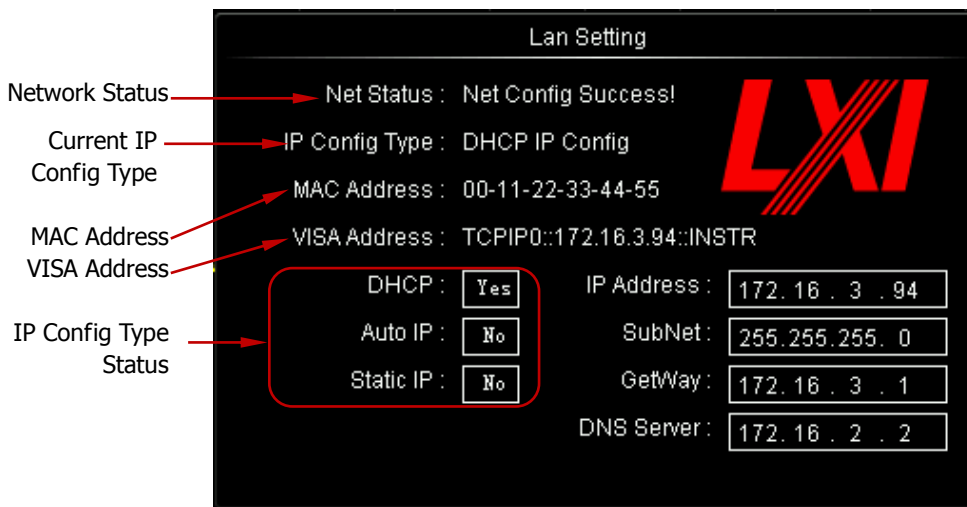 Lan Setting
Network Status
Net Status : Net Config Success!
Current IP
Config Type
IP Config Type : DHCP IP Config
MAC Address
MAC Address : 00-11-22-33-44-55
VISA Address
VISA Address : TCPIP0::172.16.3.94::INSTR
LXI
IP Config Type
Status
DHCP : Yes
Auto IP : No
Static IP : No
IP Address : 172. 16 . 3 . 94
SubNet : 255.255.255. 0
GetWay : 172. 16 . 3 . 1
DNS Server : 172. 16 . 2 . 2